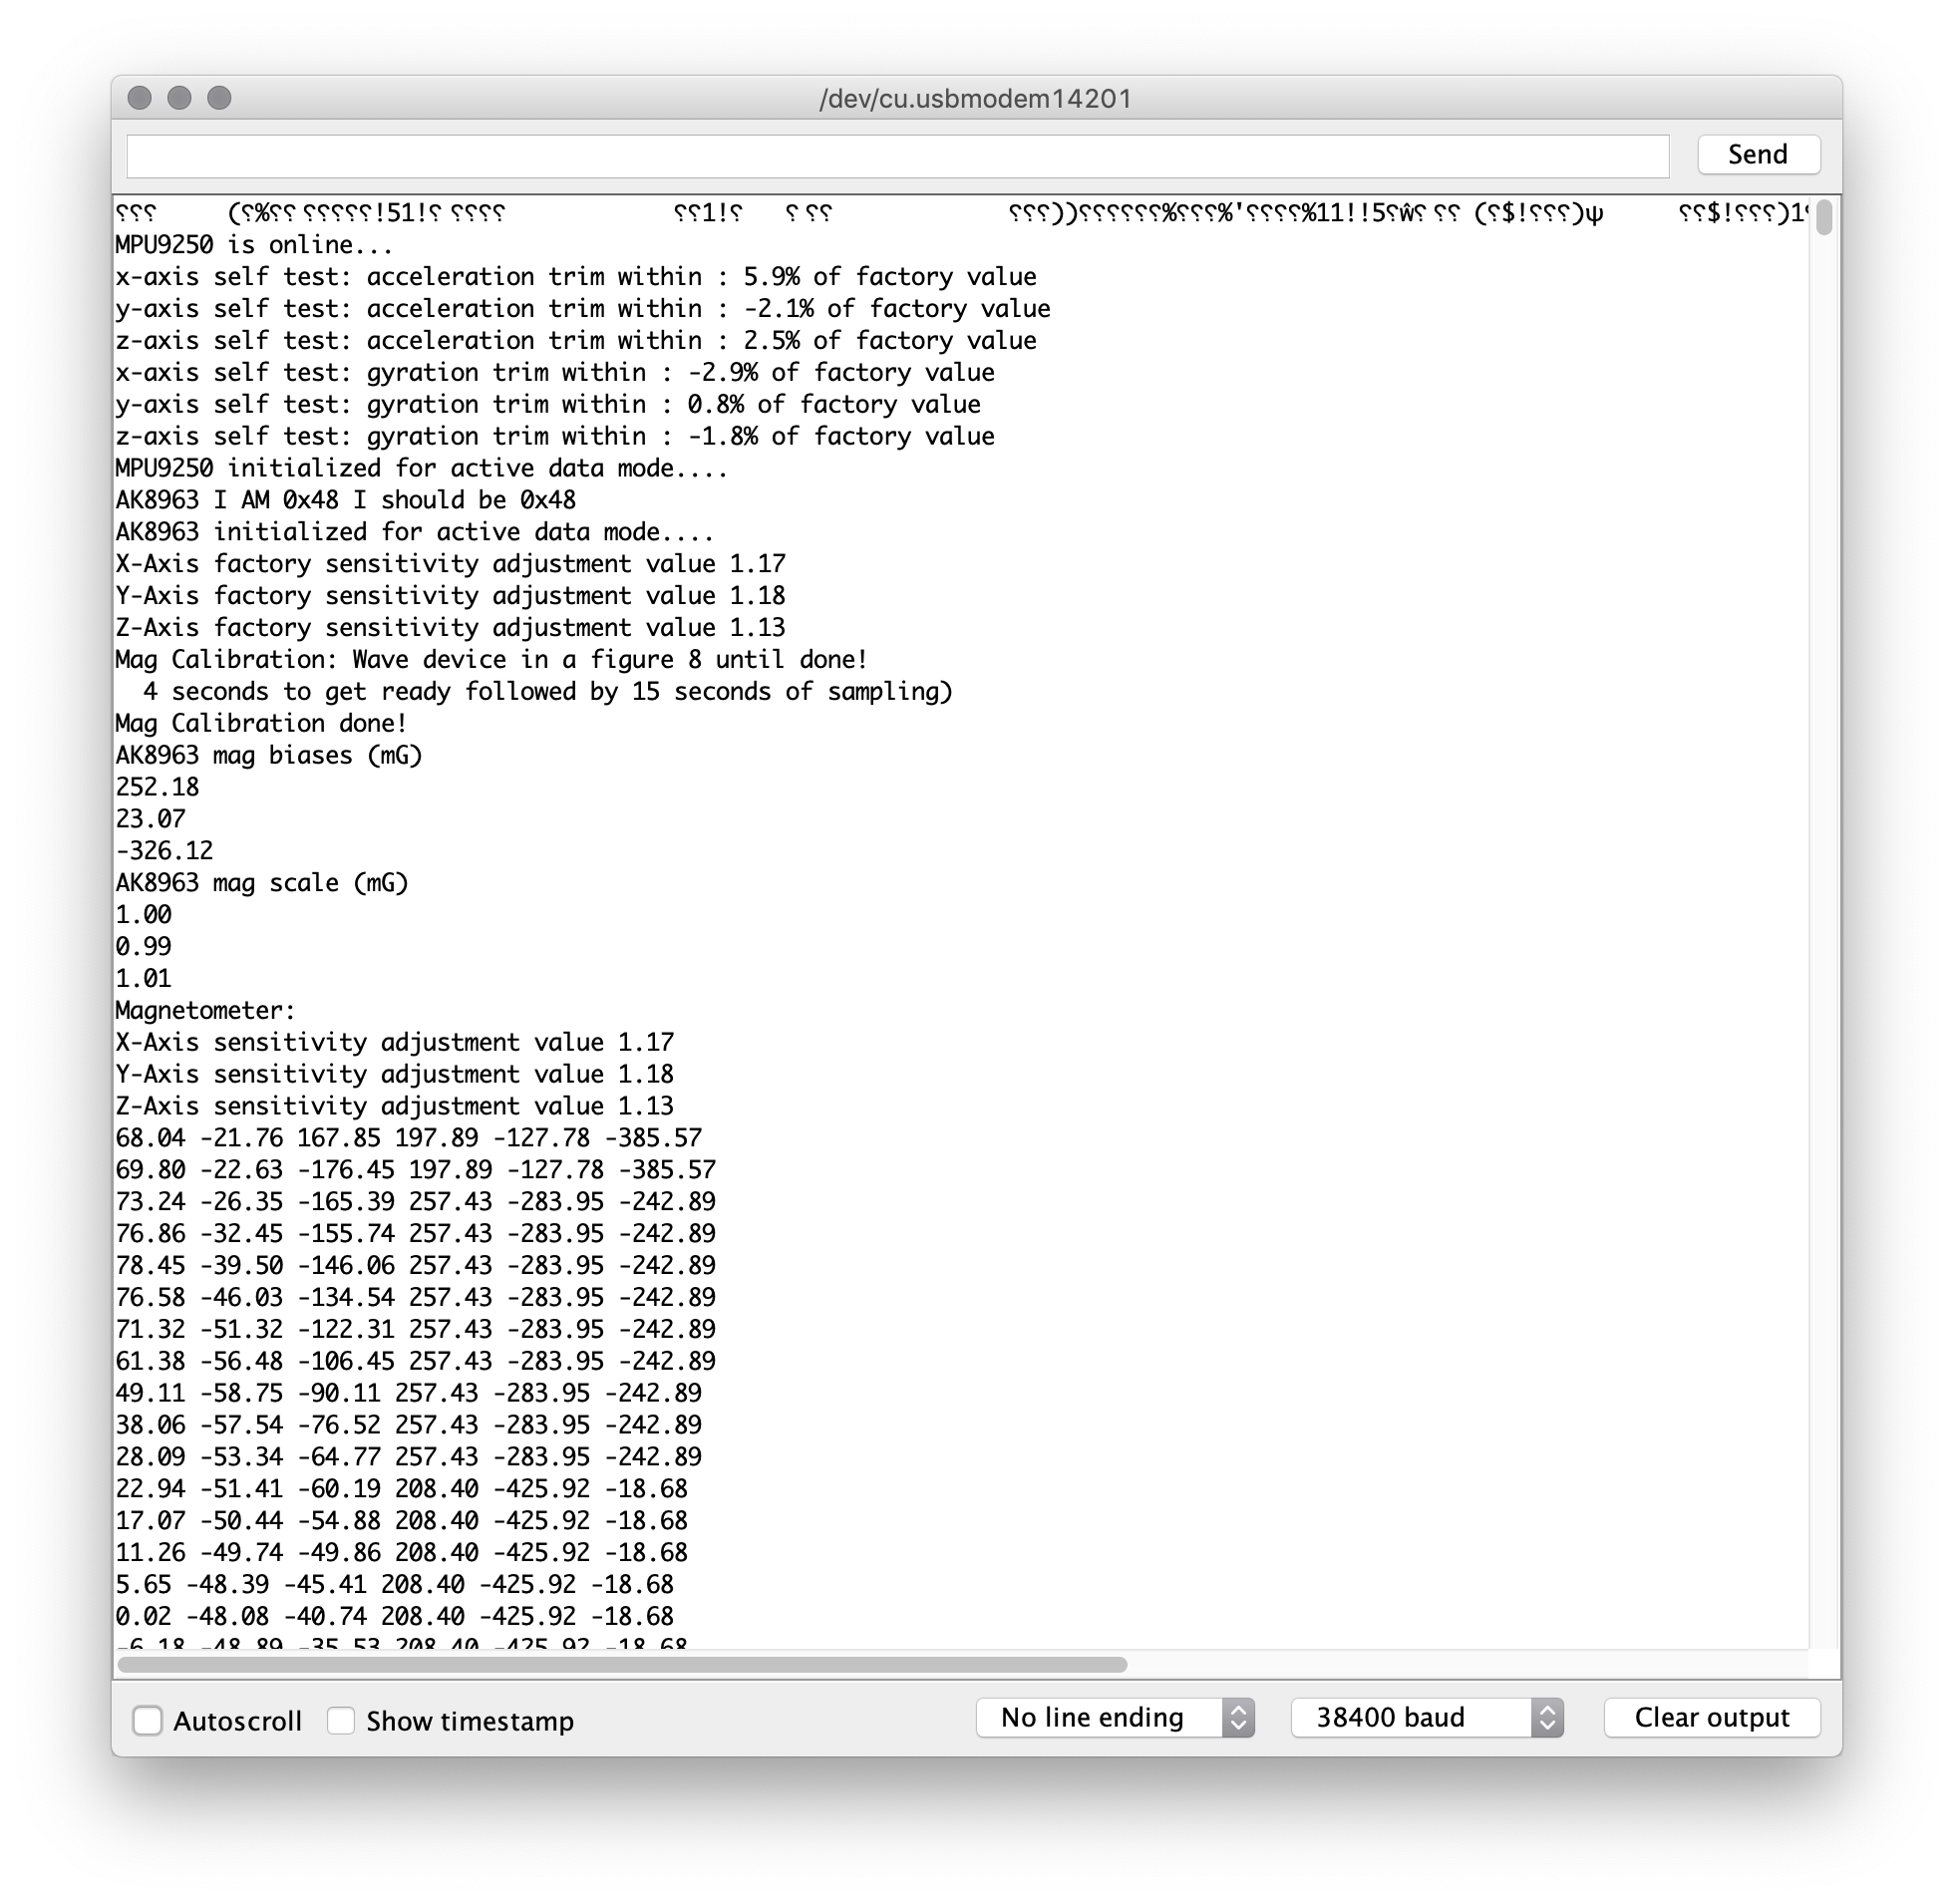 /dev/cu.usbmodem14201
Send
⸮⸮⸮ (⸮%⸮⸮ ⸮⸮⸮⸮⸮!51!⸮ ⸮⸮⸮⸮ ⸮⸮1!⸮ ⸮ ⸮⸮ ⸮⸮⸮))⸮⸮⸮⸮⸮⸮%⸮⸮⸮%'⸮⸮⸮⸮%11!!5⸮ŵ⸮ ⸮⸮ (⸮$!⸮⸮⸮)ψ ⸮⸮$!⸮⸮⸮)1
MPU9250 is online...
x-axis self test: acceleration trim within : 5.9% of factory value
y-axis self test: acceleration trim within : -2.1% of factory value
z-axis self test: acceleration trim within : 2.5% of factory value
x-axis self test: gyration trim within : -2.9% of factory value
y-axis self test: gyration trim within : 0.8% of factory value
z-axis self test: gyration trim within : -1.8% of factory value
MPU9250 initialized for active data mode....
AK8963 I AM 0x48 I should be 0x48
AK8963 initialized for active data mode....
X-Axis factory sensitivity adjustment value 1.17
Y-Axis factory sensitivity adjustment value 1.18
Z-Axis factory sensitivity adjustment value 1.13
Mag Calibration: Wave device in a figure 8 until done!
4 seconds to get ready followed by 15 seconds of sampling)
Mag Calibration done!
AK8963 mag biases (mG)
252.18
23.07
-326.12
AK8963 mag scale (mG)
1.00
0.99
1.01
Magnetometer:
X-Axis sensitivity adjustment value 1.17
Y-Axis sensitivity adjustment value 1.18
Z-Axis sensitivity adjustment value 1.13
68.04 -21.76 167.85 197.89 -127.78 -385.57
69.80 -22.63 -176.45 197.89 -127.78 -385.57
73.24 -26.35 -165.39 257.43 -283.95 -242.89
76.86 -32.45 -155.74 257.43 -283.95 -242.89
78.45 -39.50 -146.06 257.43 -283.95 -242.89
76.58 -46.03 -134.54 257.43 -283.95 -242.89
71.32 -51.32 -122.31 257.43 -283.95 -242.89
61.38 -56.48 -106.45 257.43 -283.95 -242.89
49.11 -58.75 -90.11 257.43 -283.95 -242.89
38.06 -57.54 -76.52 257.43 -283.95 -242.89
28.09 -53.34 -64.77 257.43 -283.95 -242.89
22.94 -51.41 -60.19 208.40 -425.92 -18.68
17.07 -50.44 -54.88 208.40 -425.92 -18.68
11.26 -49.74 -49.86 208.40 -425.92 -18.68
5.65 -48.39 -45.41 208.40 -425.92 -18.68
0.02 -48.08 -40.74 208.40 -425.92 -18.68
-6.18 -48.89 -35.53 208.40 -425.92 -18.68
Autoscroll Show timestamp No line ending 38400 baud Clear output